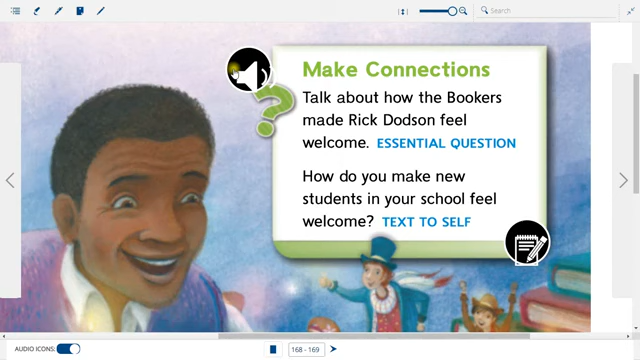 Search
Make Connections
Talk about how the Bookers
made Rick Dodson feel
welcome. ESSENTIAL QUESTION
How do you make new
students in your school feel
welcome? TEXT TO SELF
?
AUDIO ICONS:
168 - 169